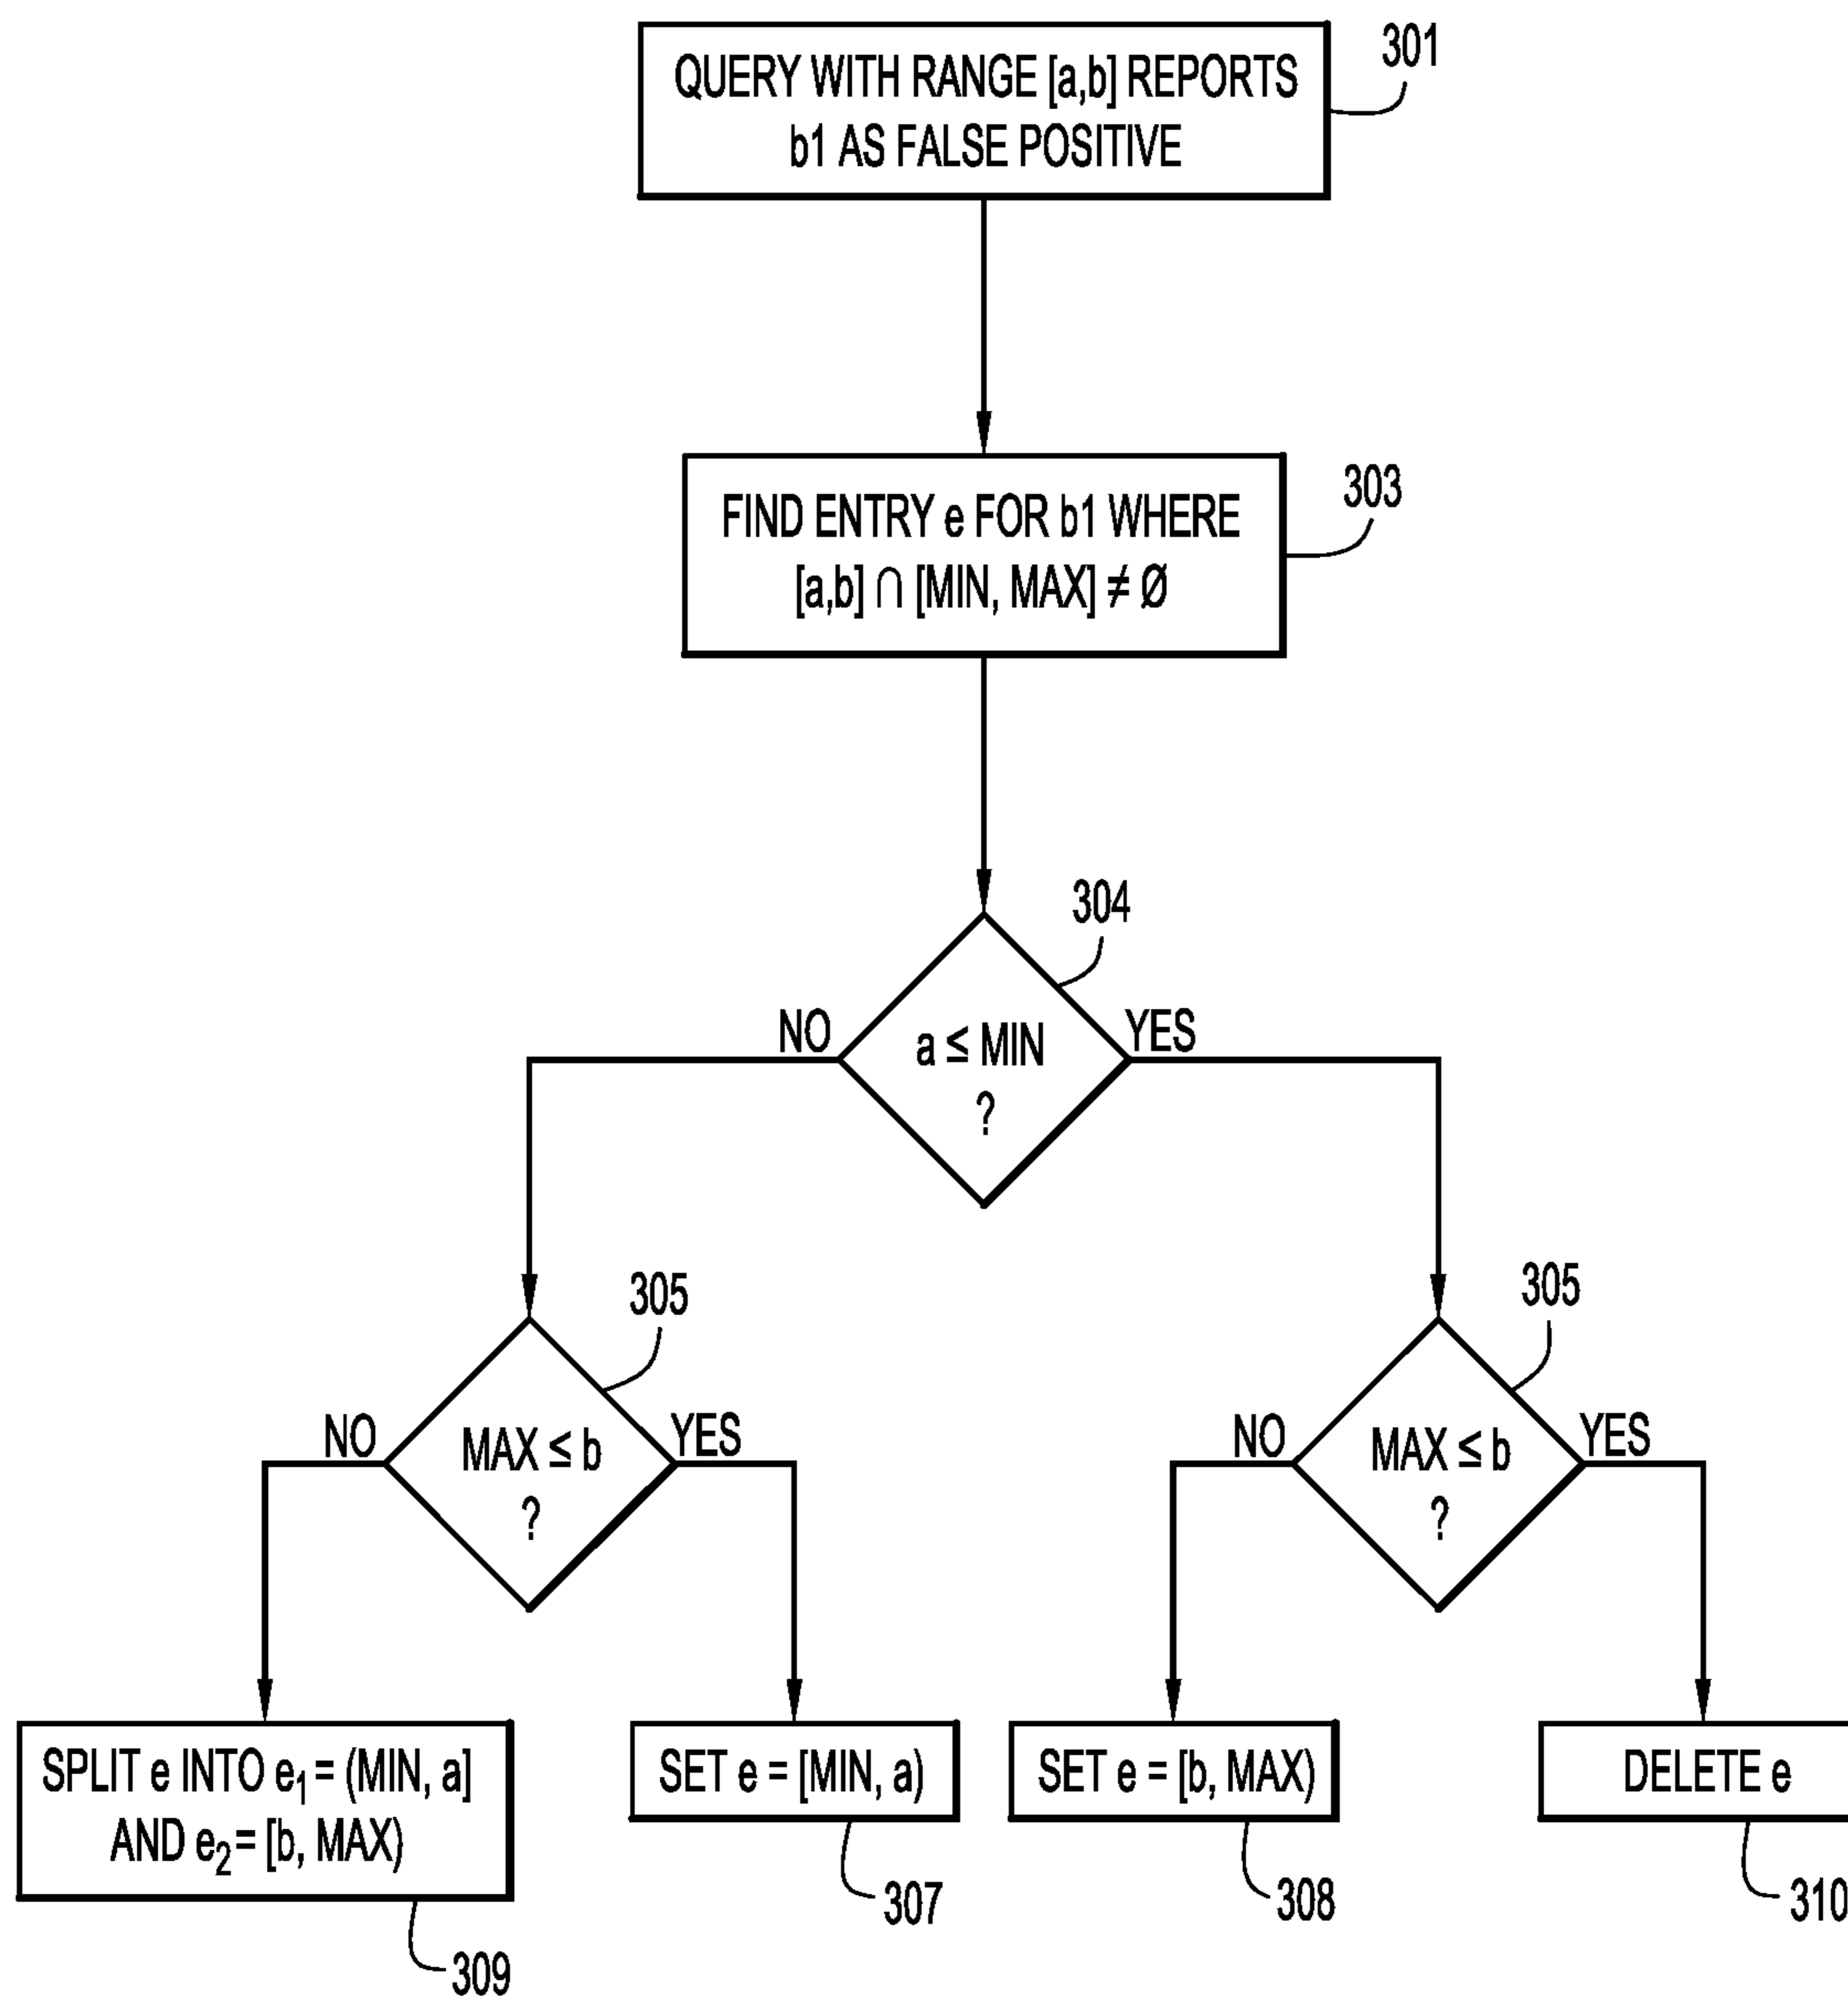 QUERY WITH RANGE [a,b] REPORTS
b1 AS FALSE POSITIVE
301
FIND ENTRY e FOR b1 WHERE
[a,b] ∩ [MIN, MAX] ≠ Ø
303
304
NO
YES
a ≤ MIN
?
305
NO
YES
MAX ≤ b
?
305
NO
YES
MAX ≤ b
?
SPLIT e INTO e₁ = (MIN, a]
AND e₂ = [b, MAX)
309
SET e = [MIN, a)
307
SET e = [b, MAX)
308
DELETE e
310